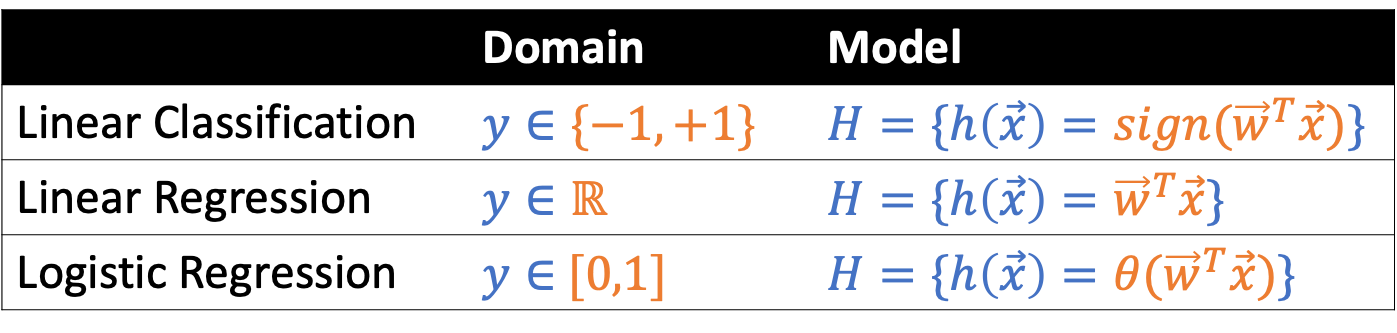 Domain Model
Linear Classification y ∈ {−1, +1} H = {h(x⃗) = sign(w⃗ᵀx⃗)}
Linear Regression y ∈ ℝ H = {h(x⃗) = w⃗ᵀx⃗}
Logistic Regression y ∈ [0,1] H = {h(x⃗) = θ(w⃗ᵀx⃗)}